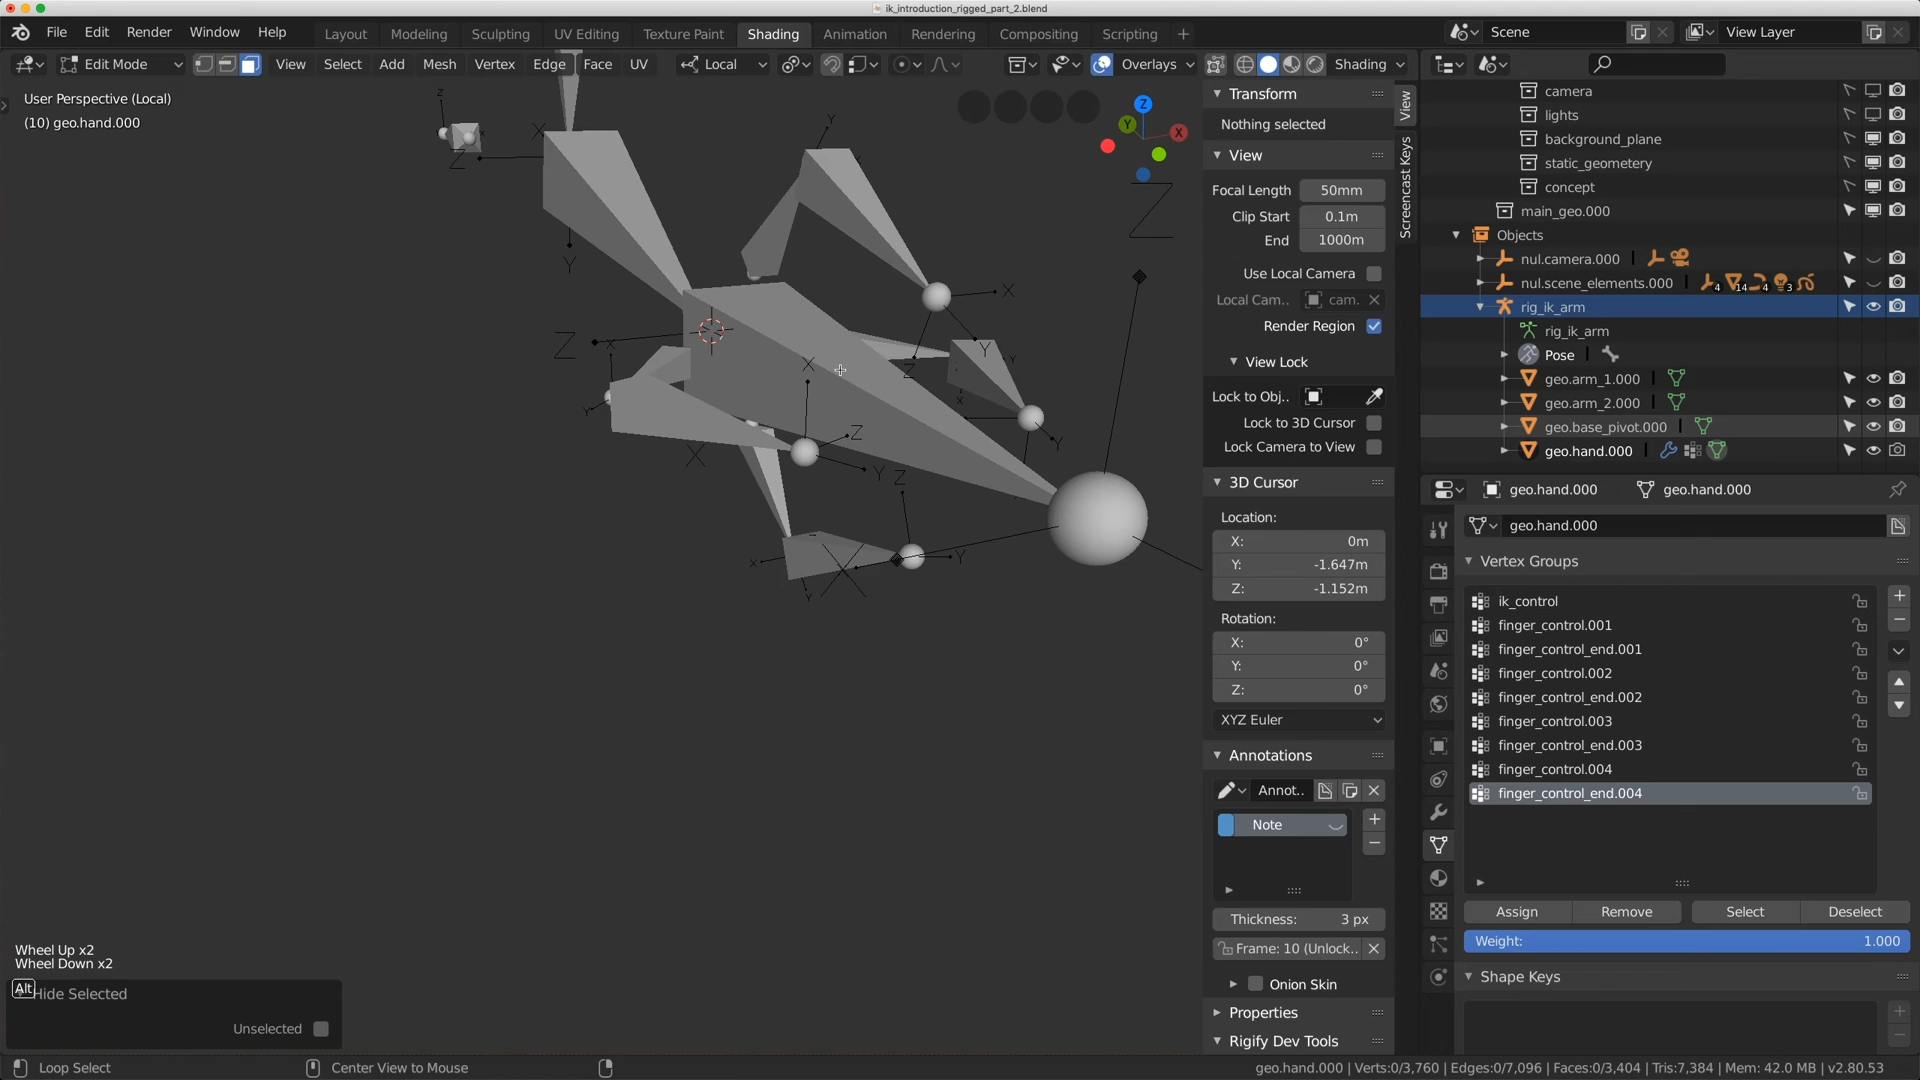 ik_introduction_rigged_part_2.blend
File Edit Render Window Help Layout Modeling Sculpting UV Editing Texture Paint Shading Animation Rendering Compositing Scripting + Scene View Layer
Edit Mode View Select Add Mesh Vertex Edge Face UV Local Overlays Shading
User Perspective (Local)
(10) geo.hand.000
Transform
Nothing selected
View
Focal Length 50mm
Clip Start 0.1m
End 1000m
Use Local Camera
Local Cam.. cam.
Render Region
View Lock
Lock to Obj..
Lock to 3D Cursor
Lock Camera to View
3D Cursor
Location:
X: 0m
Y: -1.647m
Z: -1.152m
Rotation:
X: 0°
Y: 0°
Z: 0°
XYZ Euler
Annotations
Annot..
Note
Thickness: 3 px
Frame: 10 (Unlock..
Onion Skin
Properties
Rigify Dev Tools
View
Screencast Keys
camera
lights
background_plane
static_geometery
concept
main_geo.000
Objects
nul.camera.000
nul.scene_elements.000 4 14 4 3
rig_ik_arm
rig_ik_arm
Pose
geo.arm_1.000
geo.arm_2.000
geo.base_pivot.000
geo.hand.000
geo.hand.000 geo.hand.000
geo.hand.000
Vertex Groups
ik_control
finger_control.001
finger_control_end.001
finger_control.002
finger_control_end.002
finger_control.003
finger_control_end.003
finger_control.004
finger_control_end.004
Assign Remove Select Deselect
Weight: 1.000
Shape Keys
Wheel Up x2
Wheel Down x2
Alt Hide Selected
Unselected
Loop Select Center View to Mouse geo.hand.000 | Verts:0/3,760 | Edges:0/7,096 | Faces:0/3,404 | Tris:7,384 | Mem: 42.0 MB | v2.80.53